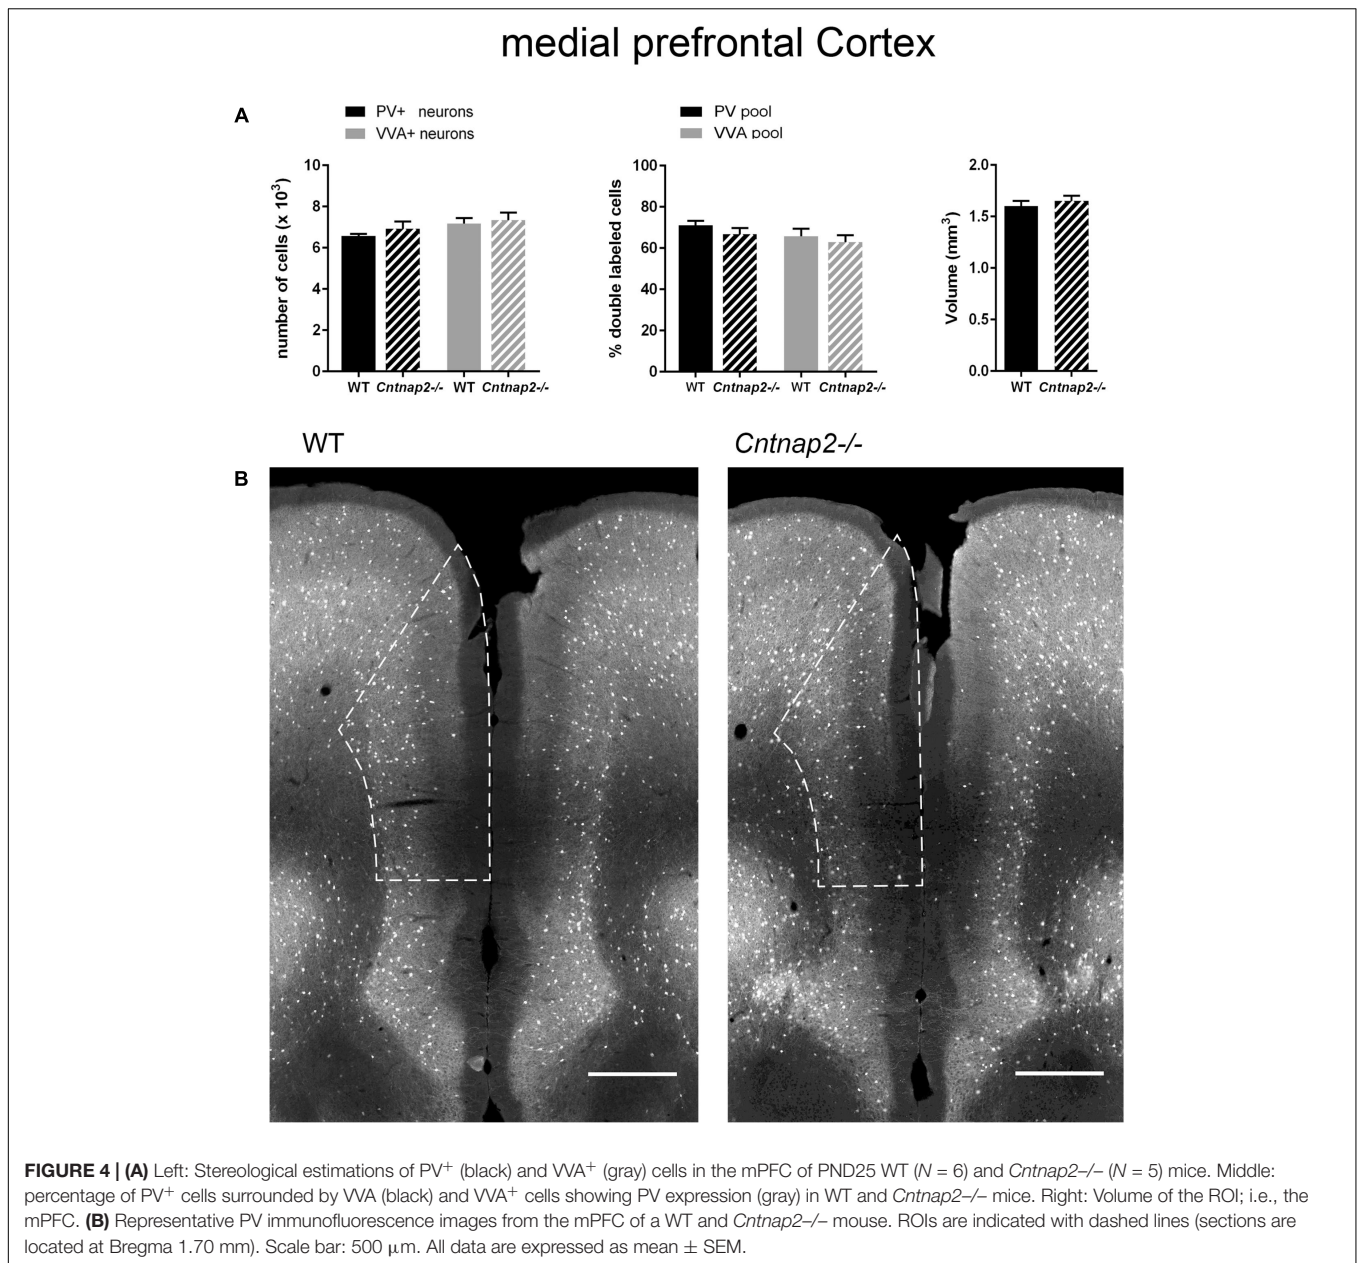 medial prefrontal Cortex
A
PV+ neurons
VVA+ neurons
number of cells (x 10³)
10
8
6
4
2
0
WT Cntnap2-/- WT Cntnap2-/-
PV pool
VVA pool
% double labeled cells
100
80
60
40
20
0
WT Cntnap2-/- WT Cntnap2-/-
Volume (mm³)
2.0
1.5
1.0
0.5
0.0
WT Cntnap2-/-
WT
Cntnap2-/-
B
FIGURE 4 | (A) Left: Stereological estimations of PV⁺ (black) and VVA⁺ (gray) cells in the mPFC of PND25 WT (N = 6) and Cntnap2–/– (N = 5) mice. Middle:
percentage of PV⁺ cells surrounded by VVA (black) and VVA⁺ cells showing PV expression (gray) in WT and Cntnap2–/– mice. Right: Volume of the ROI; i.e., the
mPFC. (B) Representative PV immunofluorescence images from the mPFC of a WT and Cntnap2–/– mouse. ROIs are indicated with dashed lines (sections are
located at Bregma 1.70 mm). Scale bar: 500 μm. All data are expressed as mean ± SEM.